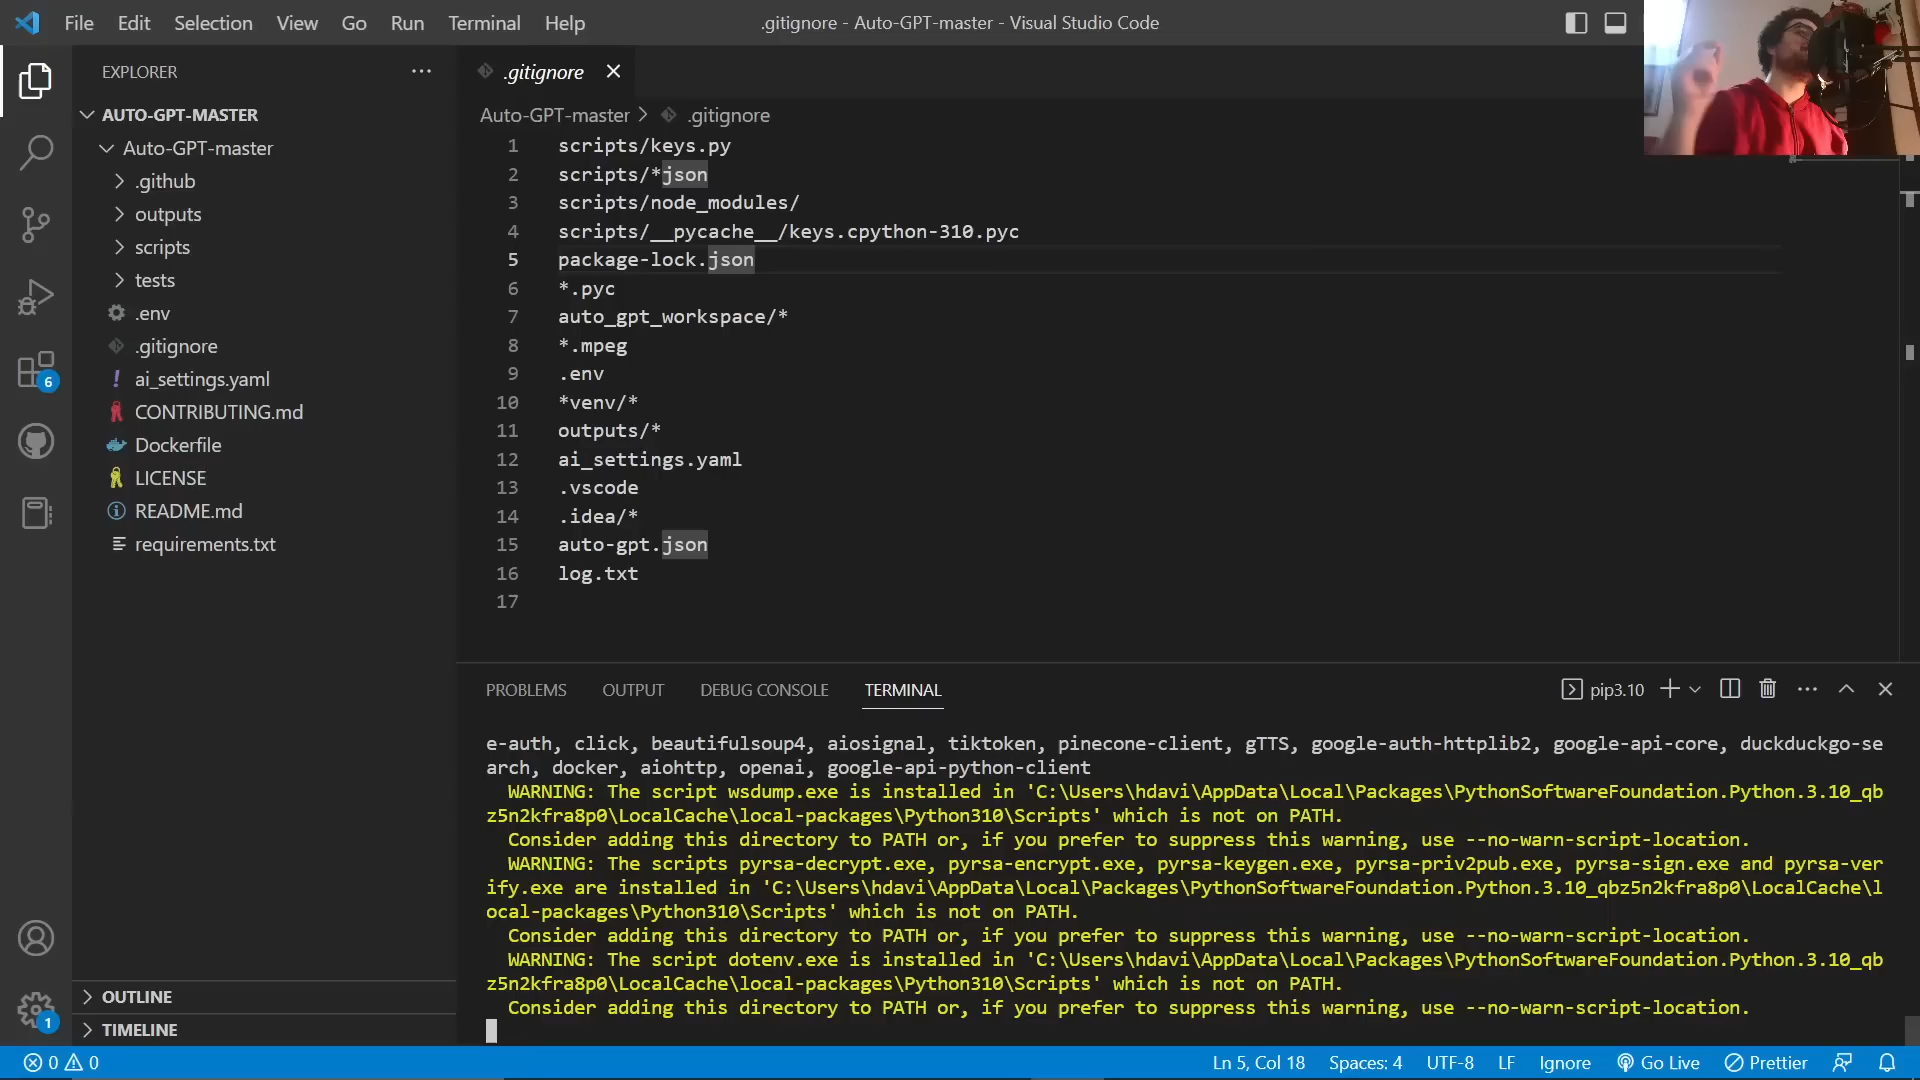 File Edit Selection View Go Run Terminal Help
.gitignore - Auto-GPT-master - Visual Studio Code
EXPLORER
AUTO-GPT-MASTER
Auto-GPT-master
.github
outputs
scripts
tests
.env
.gitignore
ai_settings.yaml
CONTRIBUTING.md
Dockerfile
LICENSE
README.md
requirements.txt
OUTLINE
TIMELINE
6
1
.gitignore
Auto-GPT-master > .gitignore
1 scripts/keys.py
2 scripts/*json
3 scripts/node_modules/
4 scripts/__pycache__/keys.cpython-310.pyc
5 package-lock.json
6 *.pyc
7 auto_gpt_workspace/*
8 *.mpeg
9 .env
10 *venv/*
11 outputs/*
12 ai_settings.yaml
13 .vscode
14 .idea/*
15 auto-gpt.json
16 log.txt
17
PROBLEMS OUTPUT DEBUG CONSOLE TERMINAL
pip3.10
e-auth, click, beautifulsoup4, aiosignal, tiktoken, pinecone-client, gTTS, google-auth-httplib2, google-api-core, duckduckgo-se
arch, docker, aiohttp, openai, google-api-python-client
WARNING: The script wsdump.exe is installed in 'C:\Users\hdavi\AppData\Local\Packages\PythonSoftwareFoundation.Python.3.10_qb
z5n2kfra8p0\LocalCache\local-packages\Python310\Scripts' which is not on PATH.
Consider adding this directory to PATH or, if you prefer to suppress this warning, use --no-warn-script-location.
WARNING: The scripts pyrsa-decrypt.exe, pyrsa-encrypt.exe, pyrsa-keygen.exe, pyrsa-priv2pub.exe, pyrsa-sign.exe and pyrsa-ver
ify.exe are installed in 'C:\Users\hdavi\AppData\Local\Packages\PythonSoftwareFoundation.Python.3.10_qbz5n2kfra8p0\LocalCache\l
ocal-packages\Python310\Scripts' which is not on PATH.
Consider adding this directory to PATH or, if you prefer to suppress this warning, use --no-warn-script-location.
WARNING: The script dotenv.exe is installed in 'C:\Users\hdavi\AppData\Local\Packages\PythonSoftwareFoundation.Python.3.10_qb
z5n2kfra8p0\LocalCache\local-packages\Python310\Scripts' which is not on PATH.
Consider adding this directory to PATH or, if you prefer to suppress this warning, use --no-warn-script-location.
0 0 Ln 5, Col 18 Spaces: 4 UTF-8 LF Ignore Go Live Prettier